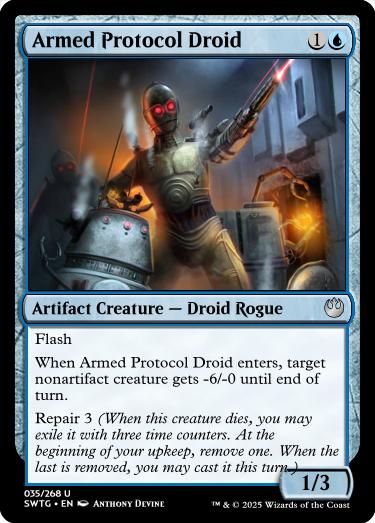 Armed Protocol Droid 1
Artifact Creature — Droid Rogue
Flash
When Armed Protocol Droid enters, target
nonartifact creature gets -6/-0 until end of
turn.
Repair 3 (When this creature dies, you may
exile it with three time counters. At the
beginning of your upkeep, remove one. When the
last is removed, you may cast it this turn.)
1/3
035/268 U
SWTG • EN Anthony Devine ™ & © 2025 Wizards of the Coast